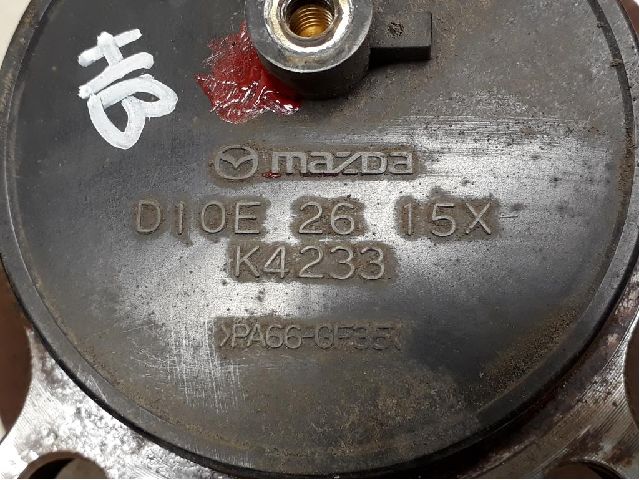 mazda
D10E 26 15X
K4233
>PA66-GF35<